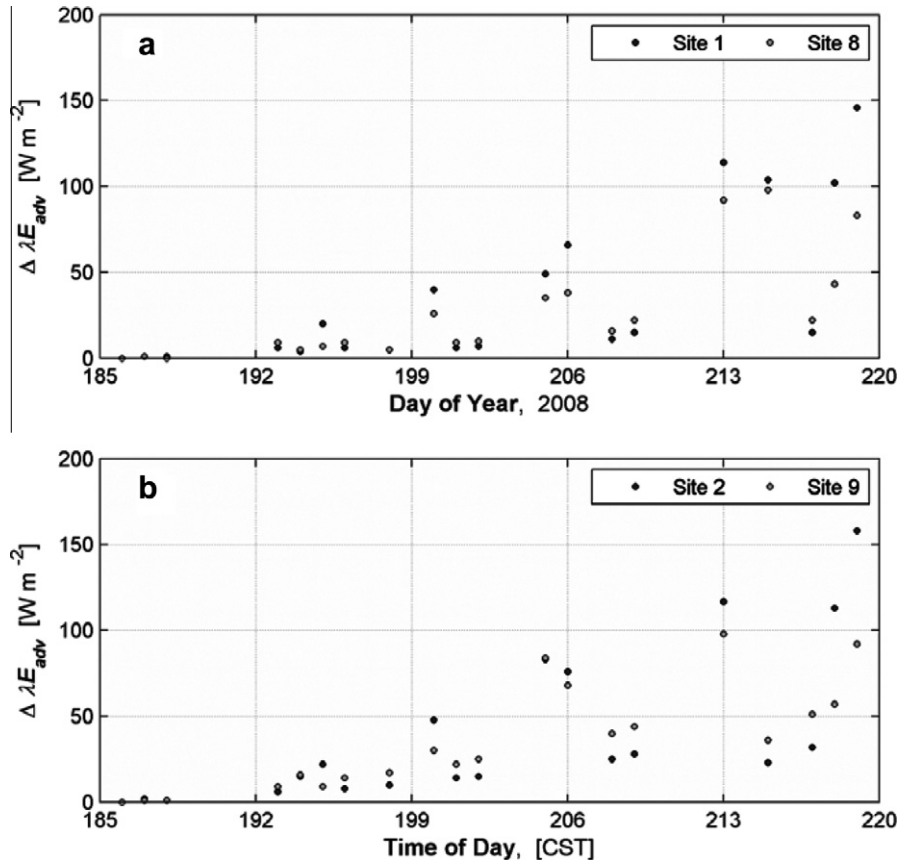 200
150
100
50
0
Δ λE_adv [W m⁻²]
a
Site 1 Site 8
185 192 199 206 213 220
Day of Year, 2008
200
150
100
50
0
Δ λE_adv [W m⁻²]
b
Site 2 Site 9
185 192 199 206 213 220
Time of Day, [CST]